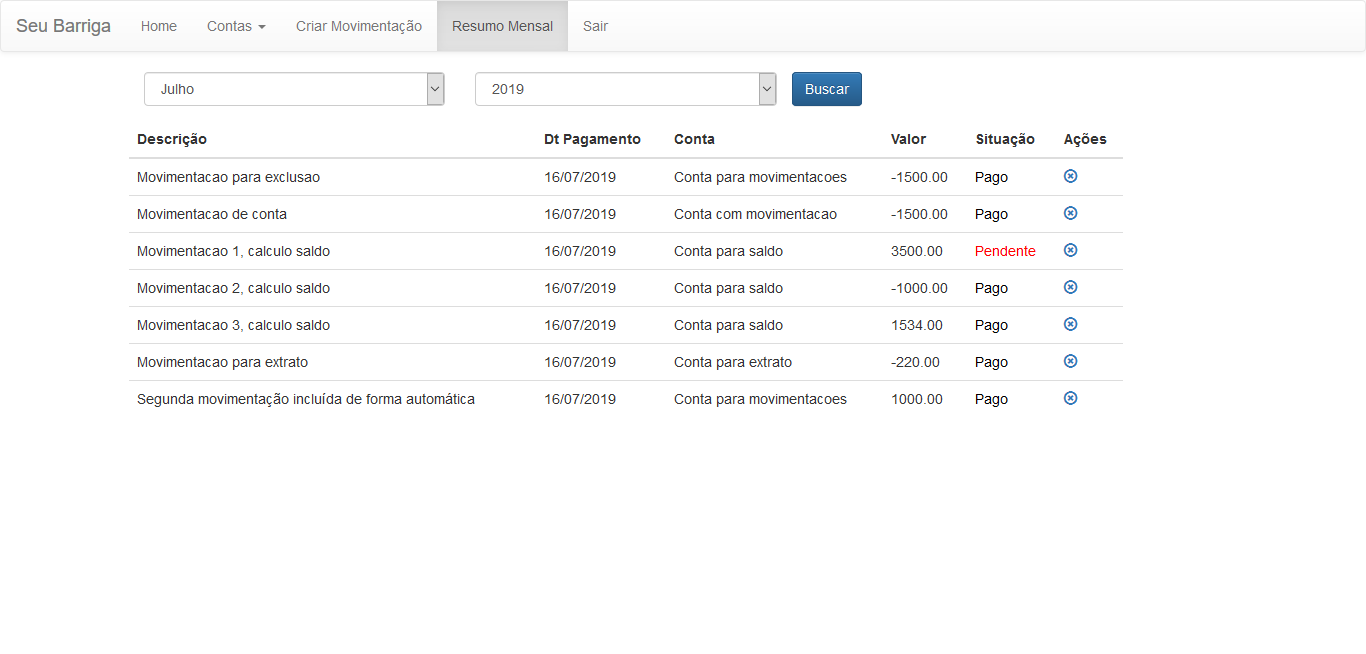 Seu Barriga Home Contas Criar Movimentação Resumo Mensal Sair
Julho 2019 Buscar
Descrição Dt Pagamento Conta Valor Situação Ações
Movimentacao para exclusao 16/07/2019 Conta para movimentacoes -1500.00 Pago
Movimentacao de conta 16/07/2019 Conta com movimentacao -1500.00 Pago
Movimentacao 1, calculo saldo 16/07/2019 Conta para saldo 3500.00 Pendente
Movimentacao 2, calculo saldo 16/07/2019 Conta para saldo -1000.00 Pago
Movimentacao 3, calculo saldo 16/07/2019 Conta para saldo 1534.00 Pago
Movimentacao para extrato 16/07/2019 Conta para extrato -220.00 Pago
Segunda movimentação incluída de forma automática 16/07/2019 Conta para movimentacoes 1000.00 Pago